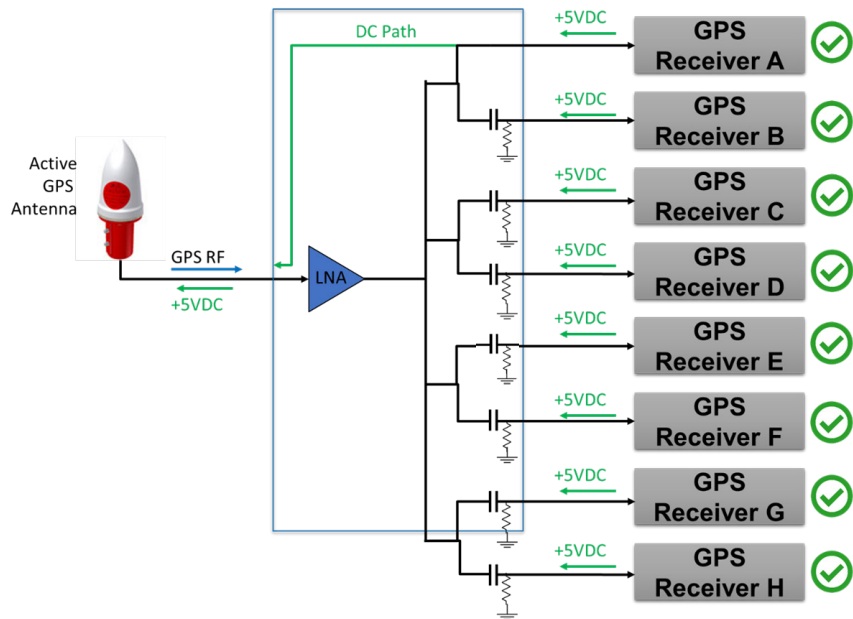 DC Path
+5VDC
GPS
Receiver A
+5VDC
GPS
Receiver B
Active
GPS
Antenna
+5VDC
GPS
Receiver C
GPS RF
+5VDC
LNA
+5VDC
GPS
Receiver D
+5VDC
GPS
Receiver E
+5VDC
GPS
Receiver F
+5VDC
GPS
Receiver G
+5VDC
GPS
Receiver H